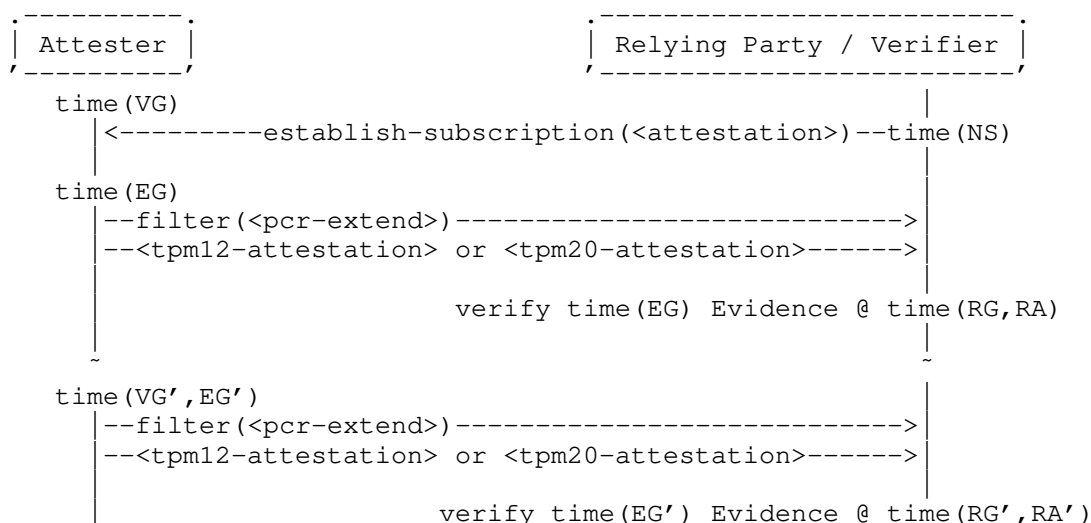 .----------.                         .--------------------------.
| Attester |                         | Relying Party / Verifier |
'----------'                         '--------------------------'
   time(VG)                                               |
     |<---------establish-subscription(<attestation>)--time(NS)
     |                                                    |
   time(EG)                                               |
     |--filter(<pcr-extend>)---------------------------->|
     |--<tpm12-attestation> or <tpm20-attestation>------>|
     |                                                    |
     |                      verify time(EG) Evidence @ time(RG,RA)
     |                                                    |
     ~                                                    ~
   time(VG',EG')                                          |
     |--filter(<pcr-extend>)---------------------------->|
     |--<tpm12-attestation> or <tpm20-attestation>------>|
     |                                                    |
     |                     verify time(EG') Evidence @ time(RG',RA')